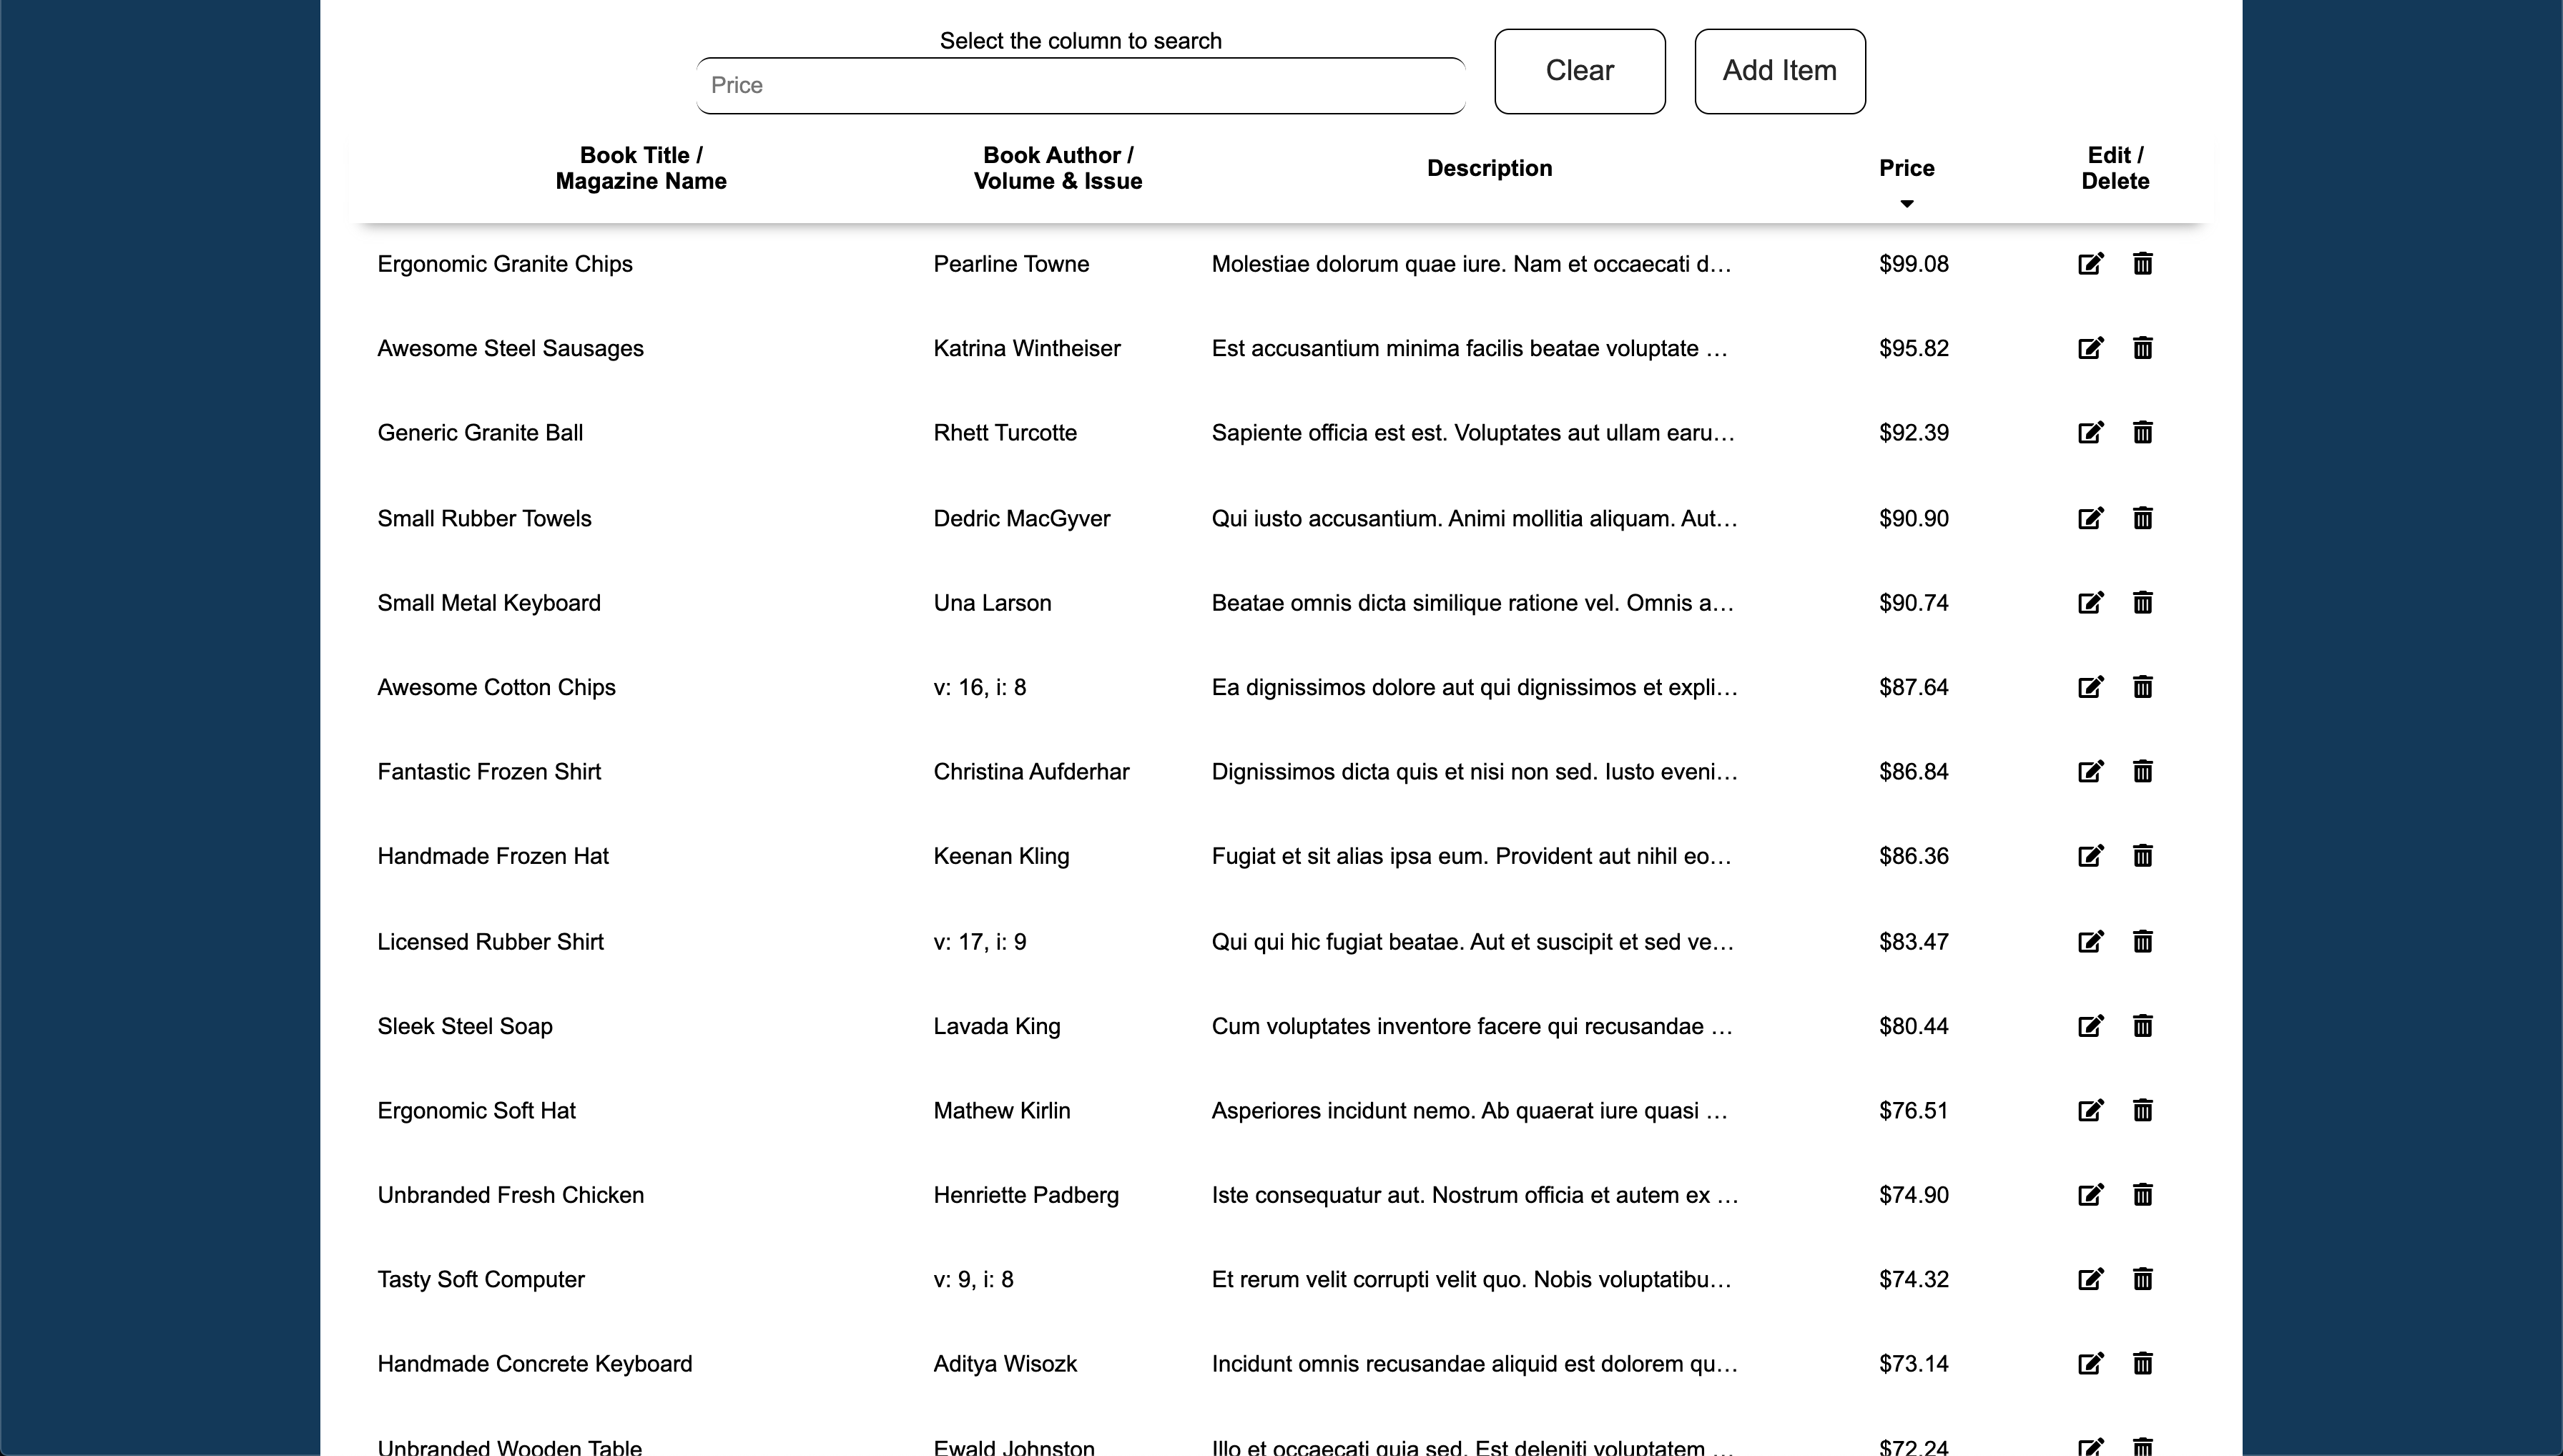 Select the column to search
Price
Clear
Add Item
Book Title /
Magazine Name
Book Author /
Volume & Issue
Description
Price
Edit /
Delete
Ergonomic Granite Chips Pearline Towne Molestiae dolorum quae iure. Nam et occaecati d... $99.08
Awesome Steel Sausages Katrina Wintheiser Est accusantium minima facilis beatae voluptate ... $95.82
Generic Granite Ball Rhett Turcotte Sapiente officia est est. Voluptates aut ullam earu... $92.39
Small Rubber Towels Dedric MacGyver Qui iusto accusantium. Animi mollitia aliquam. Aut... $90.90
Small Metal Keyboard Una Larson Beatae omnis dicta similique ratione vel. Omnis a... $90.74
Awesome Cotton Chips v: 16, i: 8 Ea dignissimos dolore aut qui dignissimos et expli... $87.64
Fantastic Frozen Shirt Christina Aufderhar Dignissimos dicta quis et nisi non sed. Iusto eveni... $86.84
Handmade Frozen Hat Keenan Kling Fugiat et sit alias ipsa eum. Provident aut nihil eo... $86.36
Licensed Rubber Shirt v: 17, i: 9 Qui qui hic fugiat beatae. Aut et suscipit et sed ve... $83.47
Sleek Steel Soap Lavada King Cum voluptates inventore facere qui recusandae ... $80.44
Ergonomic Soft Hat Mathew Kirlin Asperiores incidunt nemo. Ab quaerat iure quasi ... $76.51
Unbranded Fresh Chicken Henriette Padberg Iste consequatur aut. Nostrum officia et autem ex ... $74.90
Tasty Soft Computer v: 9, i: 8 Et rerum velit corrupti velit quo. Nobis voluptatibu... $74.32
Handmade Concrete Keyboard Aditya Wisozk Incidunt omnis recusandae aliquid est dolorem qu... $73.14
Unbranded Wooden Table Ewald Johnston Illo et occaecati quia sed. Est deleniti voluptatem ... $72.24